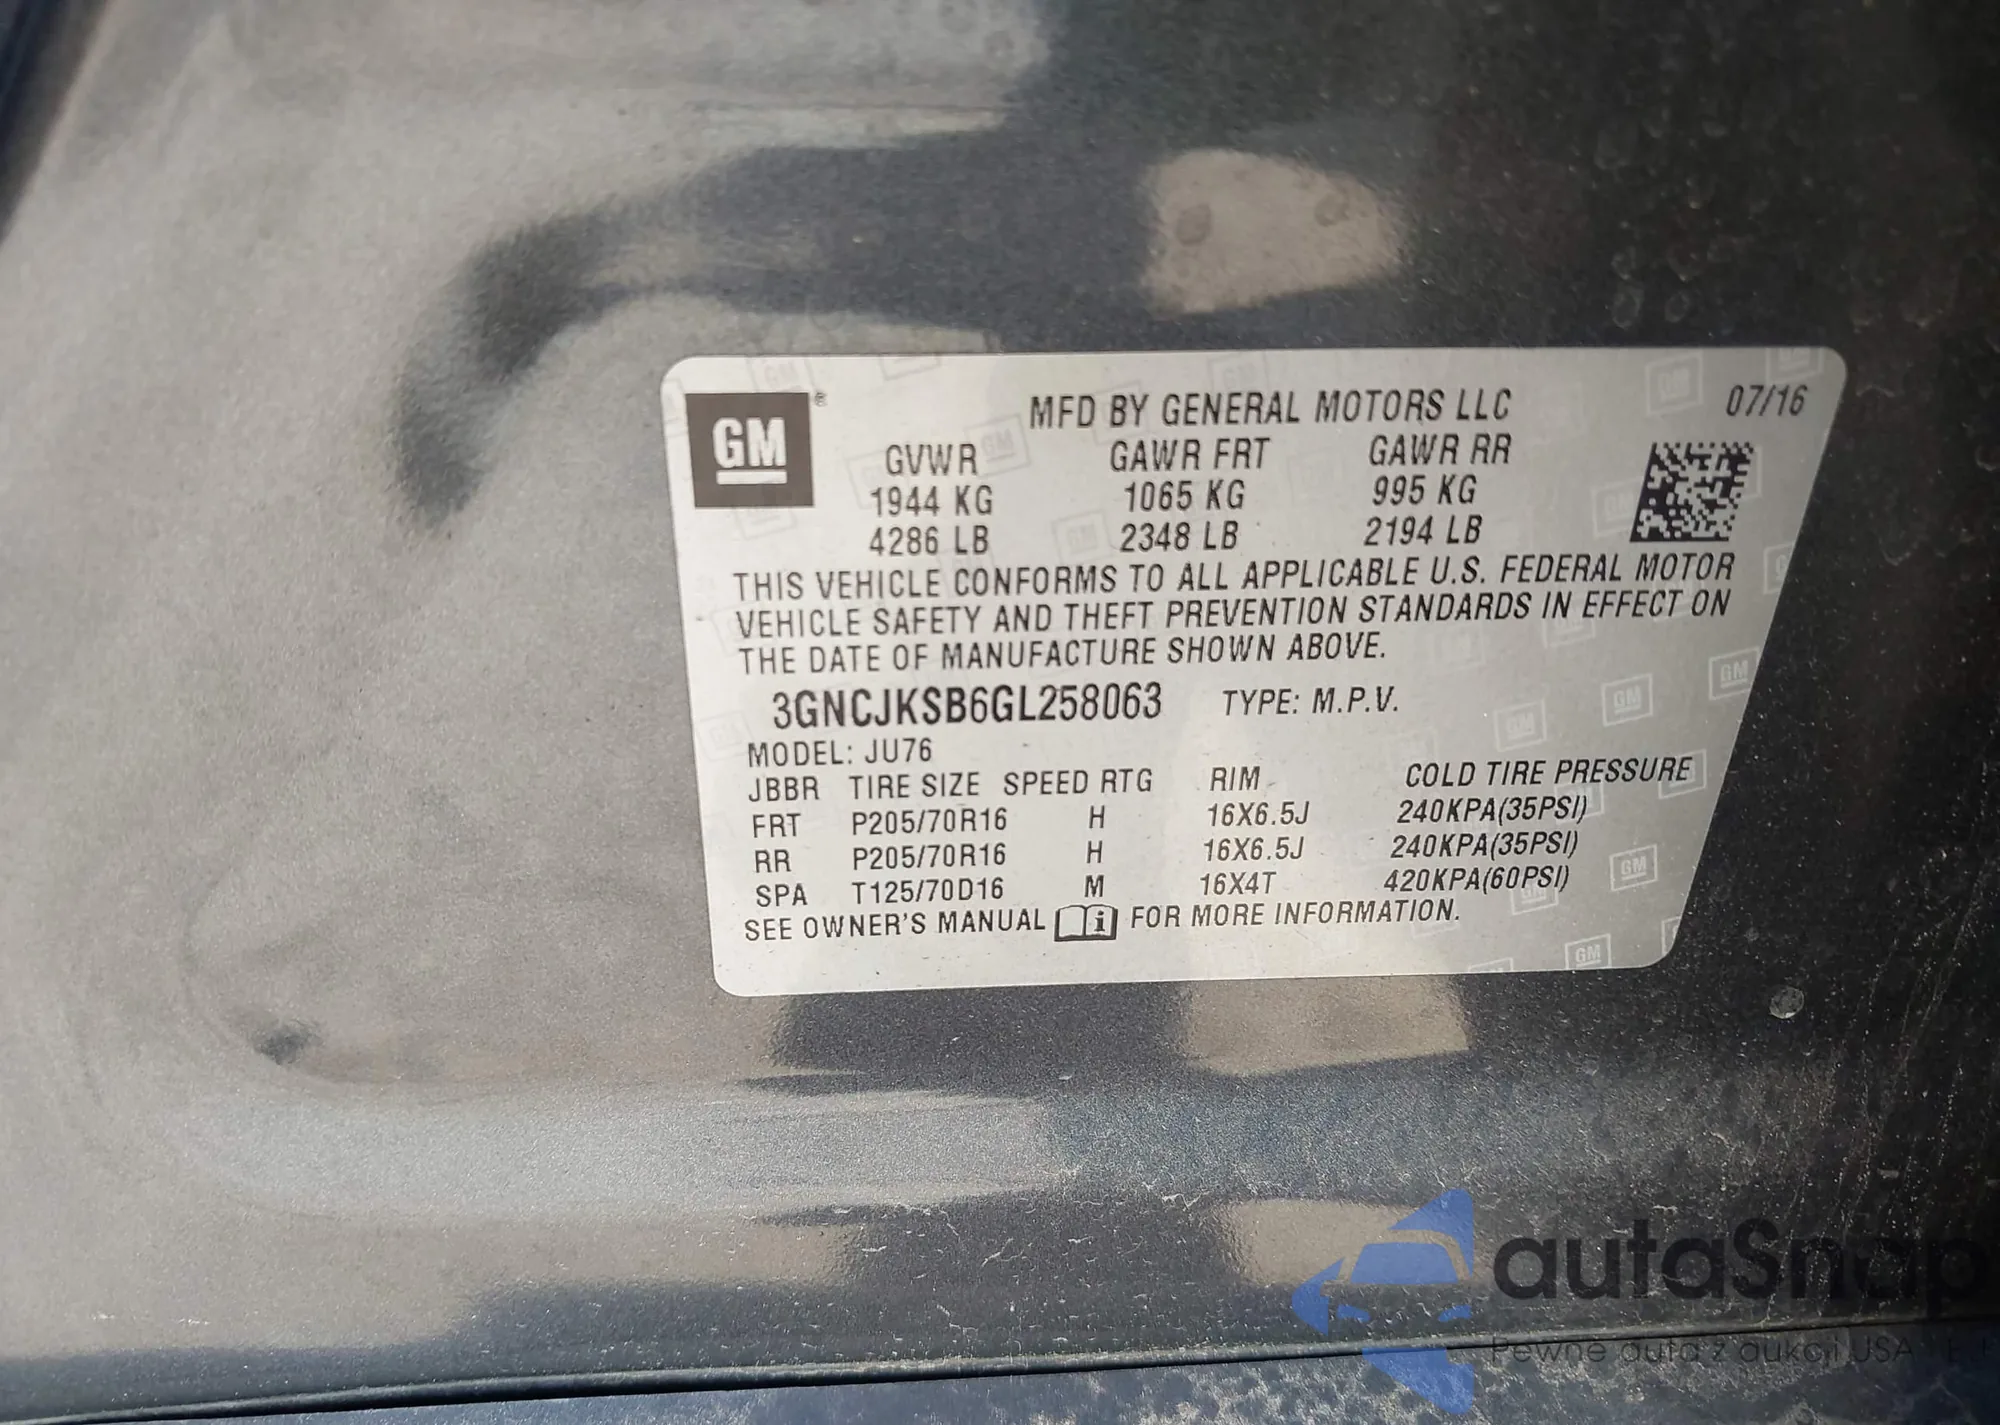 GM®
MFD BY GENERAL MOTORS LLC 07/16
GVWR GAWR FRT GAWR RR
1944 KG 1065 KG 995 KG
4286 LB 2348 LB 2194 LB
THIS VEHICLE CONFORMS TO ALL APPLICABLE U.S. FEDERAL MOTOR
VEHICLE SAFETY AND THEFT PREVENTION STANDARDS IN EFFECT ON
THE DATE OF MANUFACTURE SHOWN ABOVE.
3GNCJKSB6GL258063 TYPE: M.P.V.
MODEL: JU76
JBBR TIRE SIZE SPEED RTG RIM COLD TIRE PRESSURE
FRT P205/70R16 H 16X6.5J 240KPA(35PSI)
RR P205/70R16 H 16X6.5J 240KPA(35PSI)
SPA T125/70D16 M 16X4T 420KPA(60PSI)
SEE OWNER'S MANUAL FOR MORE INFORMATION.
autaSnap
Pewne auta z aukcji USA